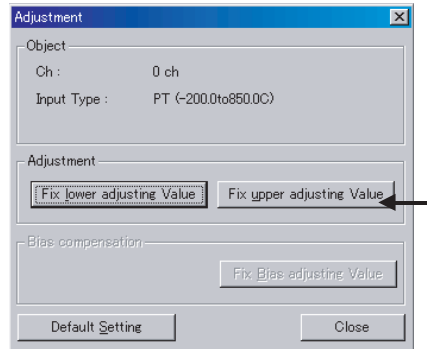 Adjustment
Object
Ch : 0 ch
Input Type : PT (-200.0to850.0C)
Adjustment
Fix lower adjusting Value Fix upper adjusting Value
Bias compensation
Fix Bias adjusting Value
Default Setting Close